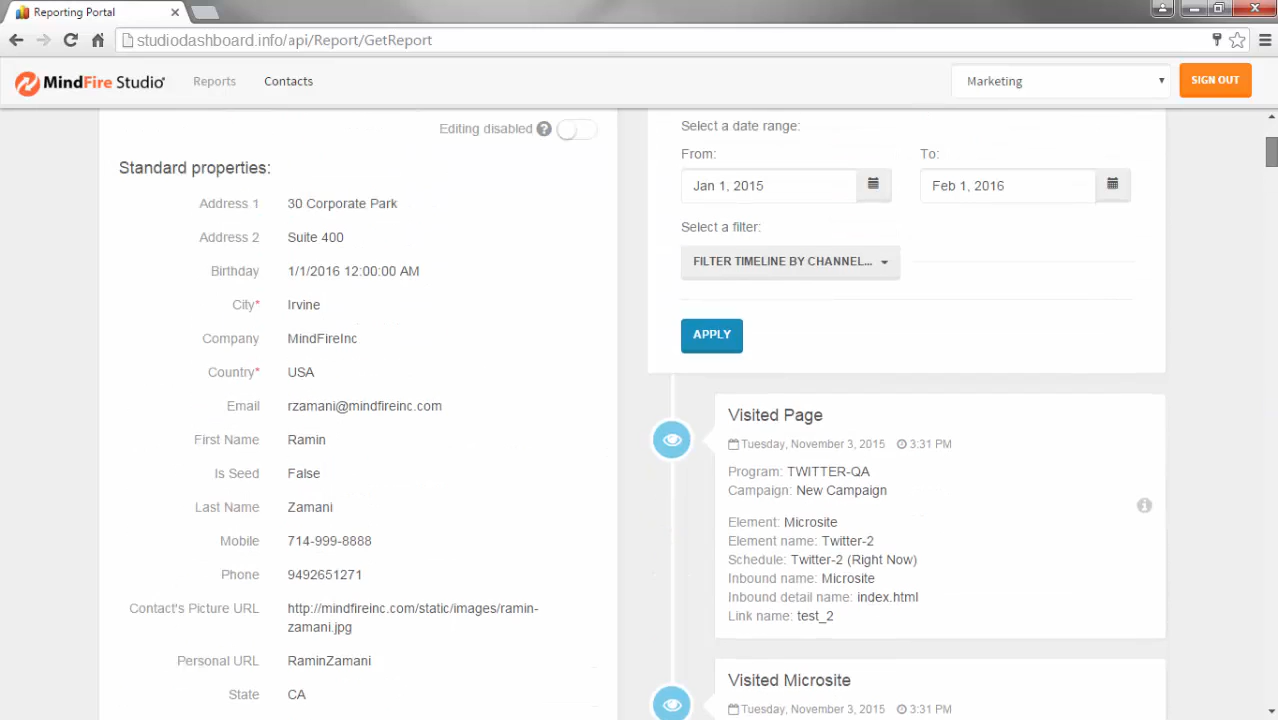 Reporting Portal
studiodashboard.info/api/Report/GetReport
MindFire Studio
Reports
Contacts
Marketing
SIGN OUT
Editing disabled ?
Standard properties:
Address 1 30 Corporate Park
Address 2 Suite 400
Birthday 1/1/2016 12:00:00 AM
City* Irvine
Company MindFireInc
Country* USA
Email rzamani@mindfireinc.com
First Name Ramin
Is Seed False
Last Name Zamani
Mobile 714-999-8888
Phone 9492651271
Contact's Picture URL http://mindfireinc.com/static/images/ramin-
zamani.jpg
Personal URL RaminZamani
State CA
Select a date range:
From: To:
Jan 1, 2015 Feb 1, 2016
Select a filter:
FILTER TIMELINE BY CHANNEL...
APPLY
Visited Page
Tuesday, November 3, 2015 3:31 PM
Program: TWITTER-QA
Campaign: New Campaign
Element: Microsite
Element name: Twitter-2
Schedule: Twitter-2 (Right Now)
Inbound name: Microsite
Inbound detail name: index.html
Link name: test_2
Visited Microsite
Tuesday, November 3, 2015 3:31 PM